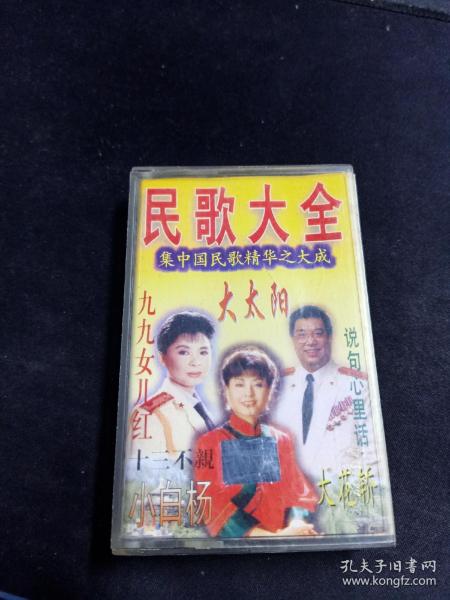 民歌大全
集中国民歌精华之大成
大太阳
九九女儿红
说句心里话
十三不親
小白杨
大花轿
孔夫子旧书网
www.kongfz.com